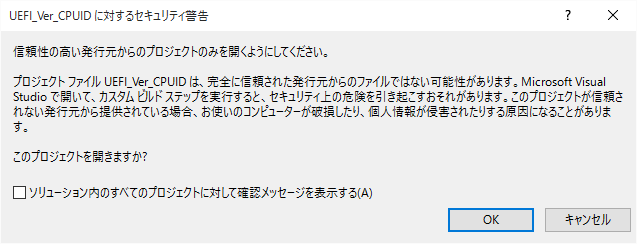 UEFI_Ver_CPUID に対するセキュリティ警告
信頼性の高い発行元からのプロジェクトのみを開くようにしてください。
プロジェクト ファイル UEFI_Ver_CPUID は、完全に信頼された発行元からのファイルではない可能性があります。Microsoft Visual
Studio で開いて、カスタム ビルド ステップを実行すると、セキュリティ上の危険を引き起こすおそれがあります。このプロジェクトが信頼さ
れない発行元から提供されている場合、お使いのコンピューターが破損したり、個人情報が侵害されたりする原因になることがありま
す。
このプロジェクトを開きますか?
ソリューション内のすべてのプロジェクトに対して確認メッセージを表示する(A)
OK
キャンセル